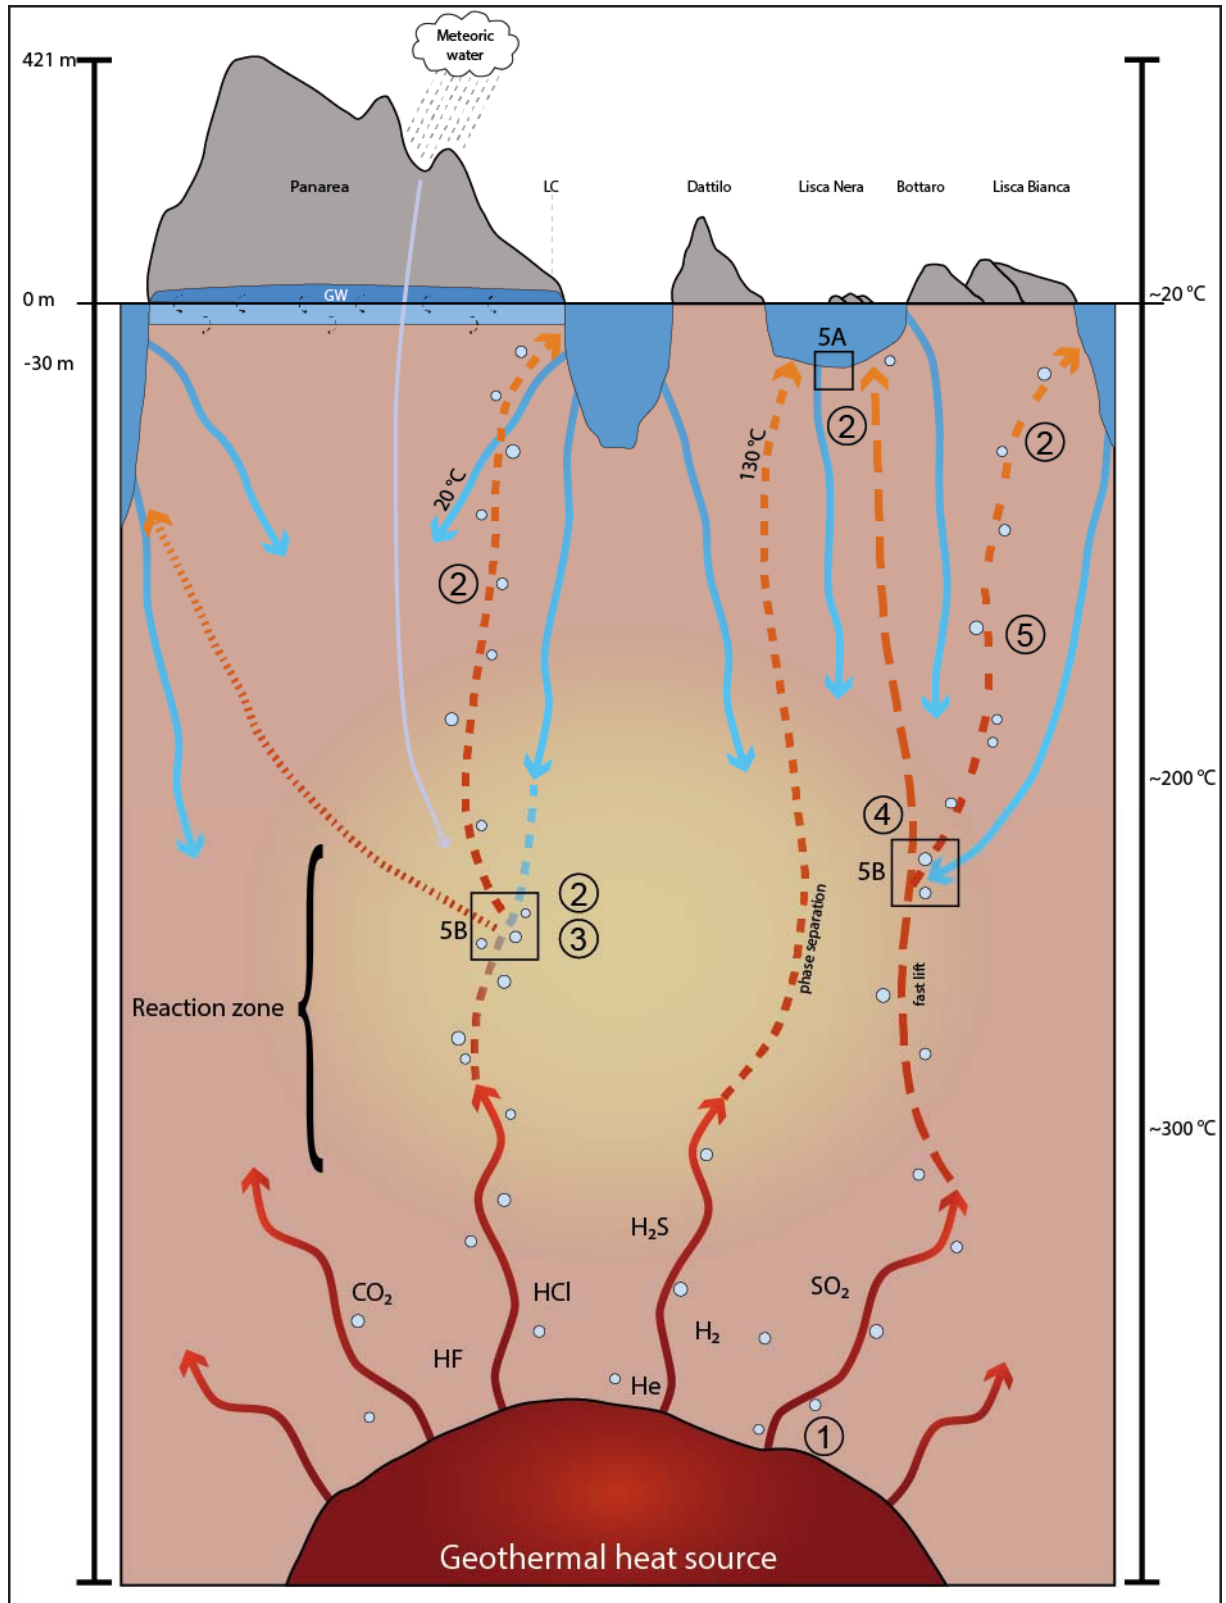 Meteoric
water
421 m
Panarea
LC
Dattilo
Lisca Nera
Bottaro
Lisca Bianca
GW
0 m
~20 °C
5A
-30 m
2
2
130 °C
20 °C
2
5
~200 °C
4
5B
2
5B
3
phase separation
fast lift
Reaction zone
~300 °C
H₂S
CO₂
HCl
SO₂
H₂
HF
He
1
Geothermal heat source